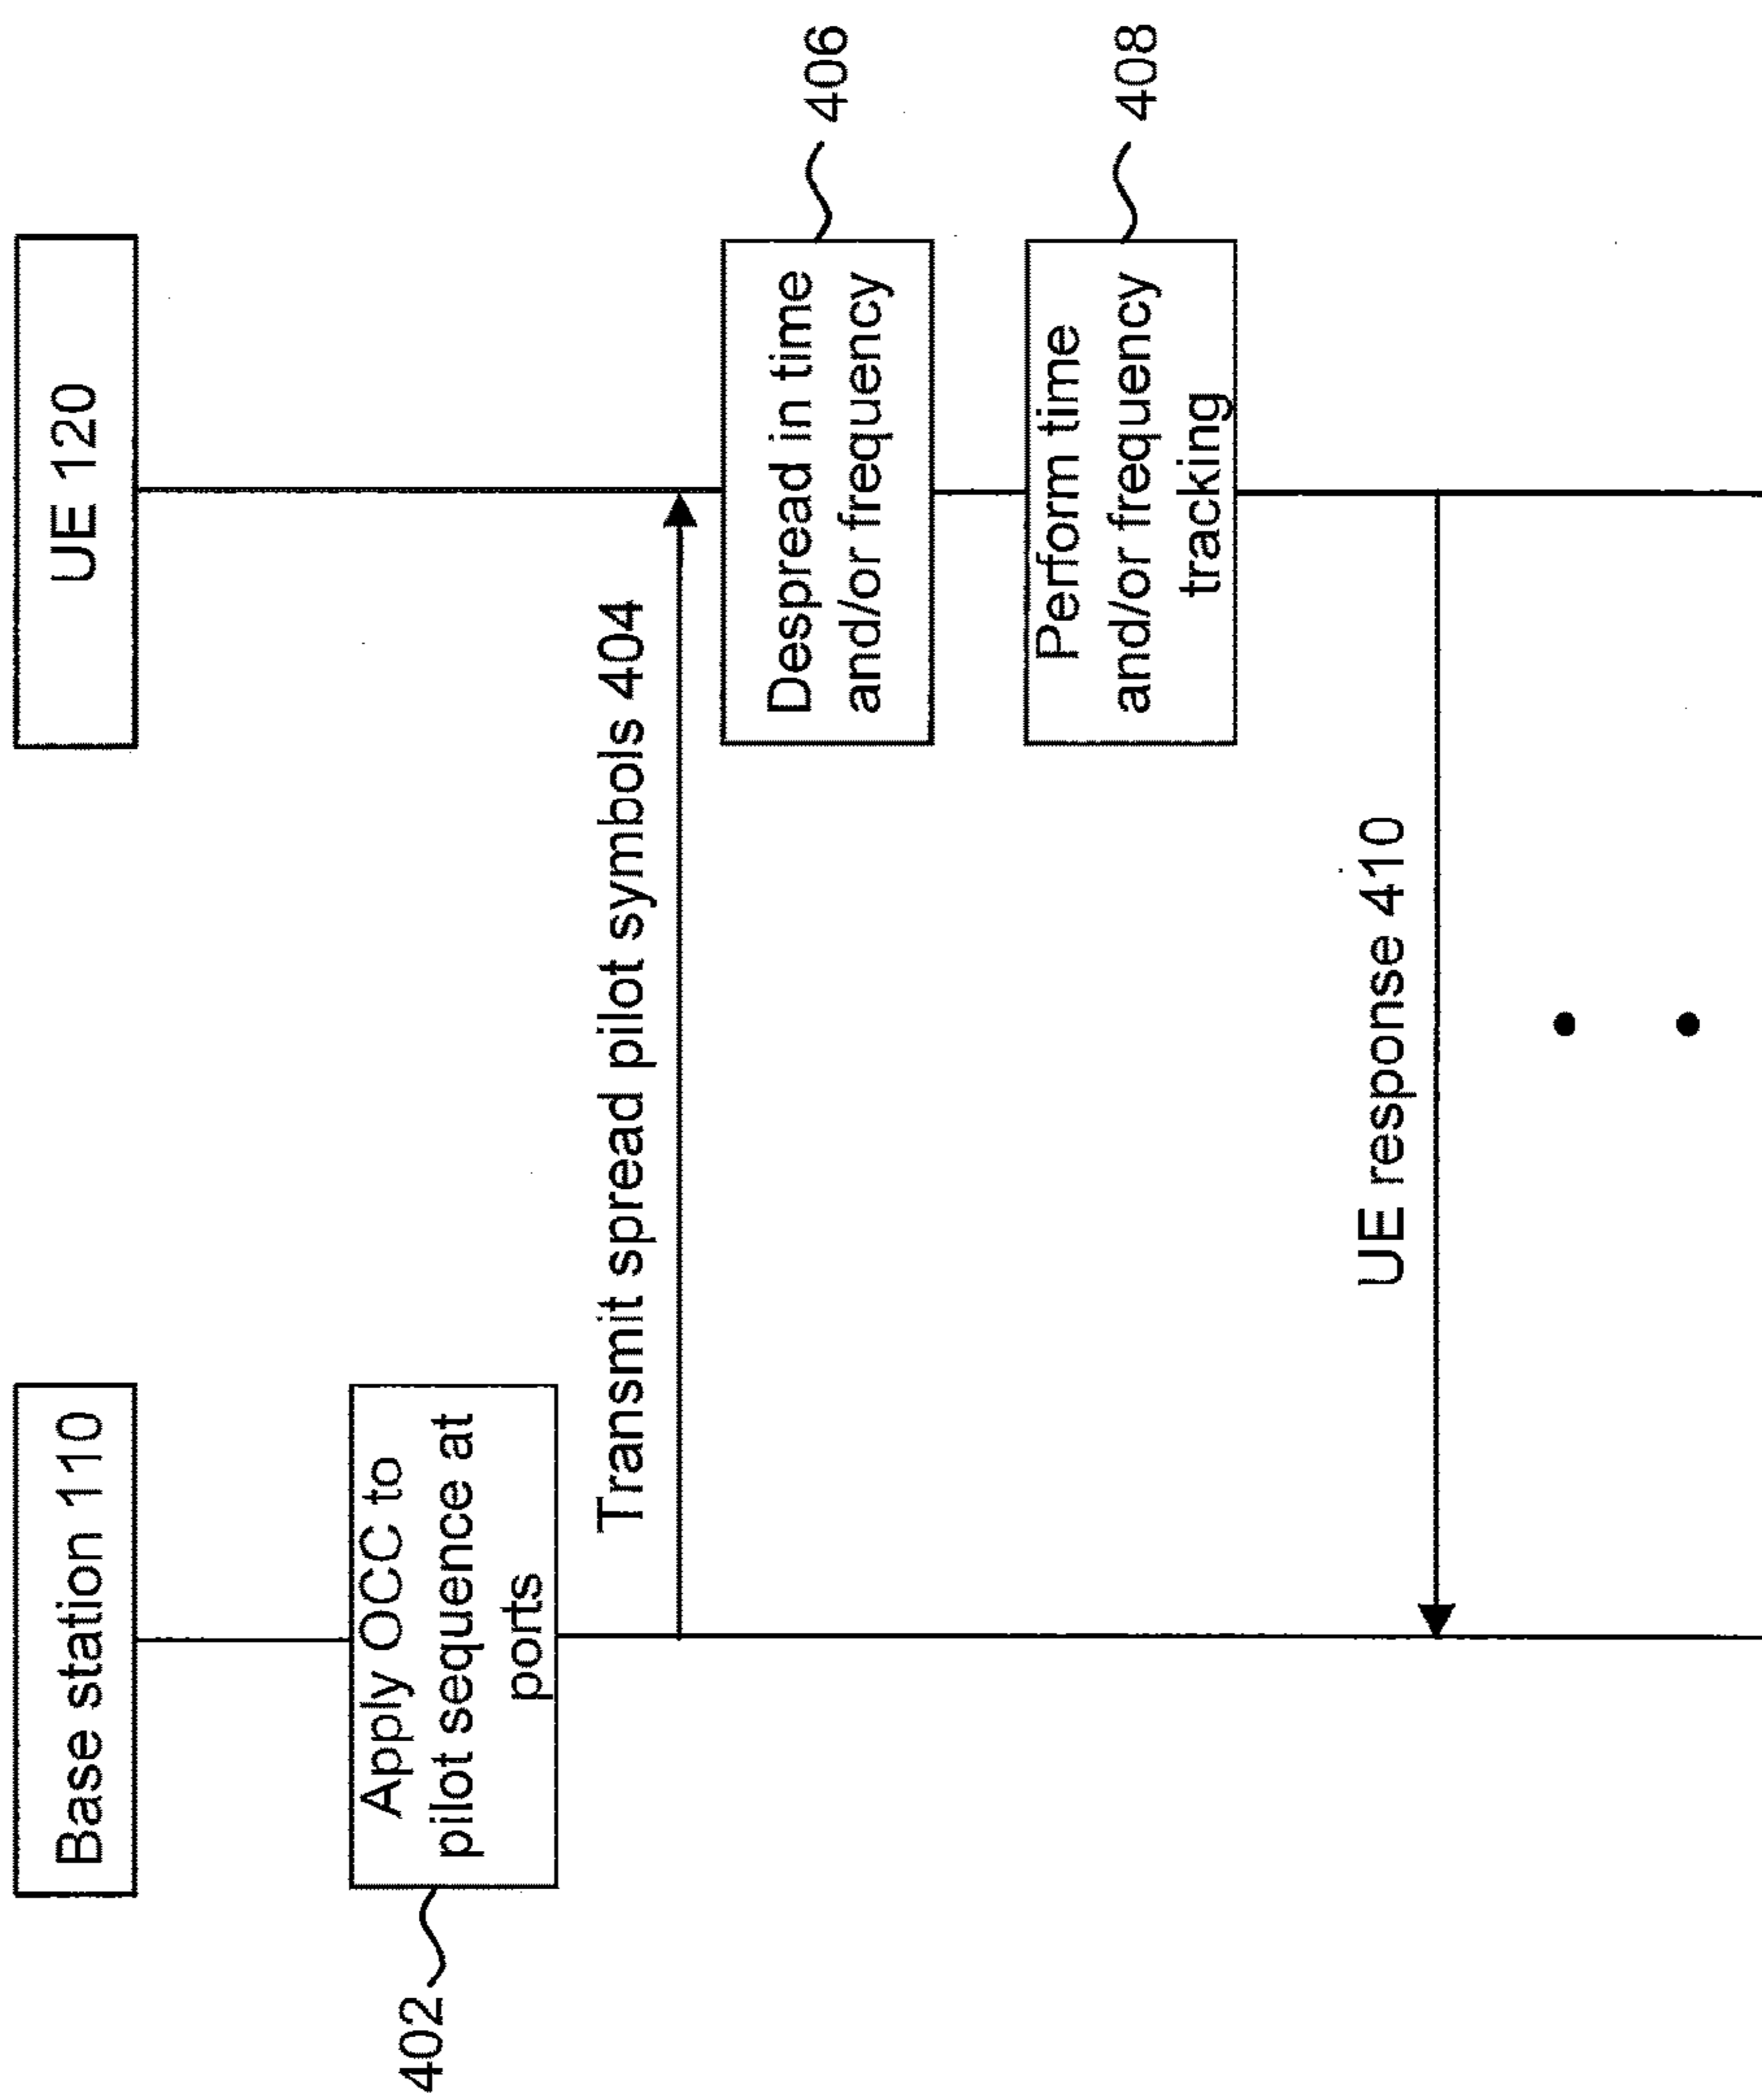 Base station 110
UE 120
402
Apply OCC to
pilot sequence at
ports
Transmit spread pilot symbols 404
Despread in time
and/or frequency
406
Perform time
and/or frequency
tracking
408
UE response 410